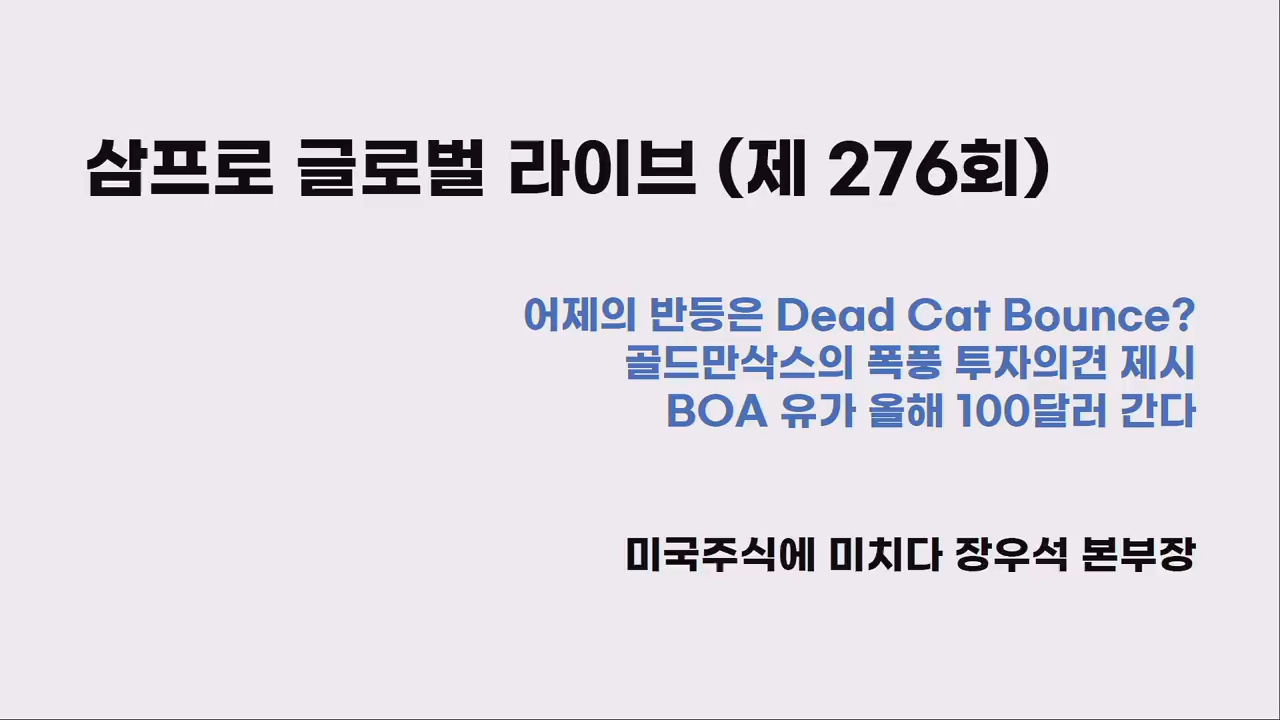 삼프로 글로벌 라이브 (제 276회)
어제의 반등은 Dead Cat Bounce?
골드만삭스의 폭풍 투자의견 제시
BOA 유가 올해 100달러 간다
미국주식에 미치다 장우석 본부장